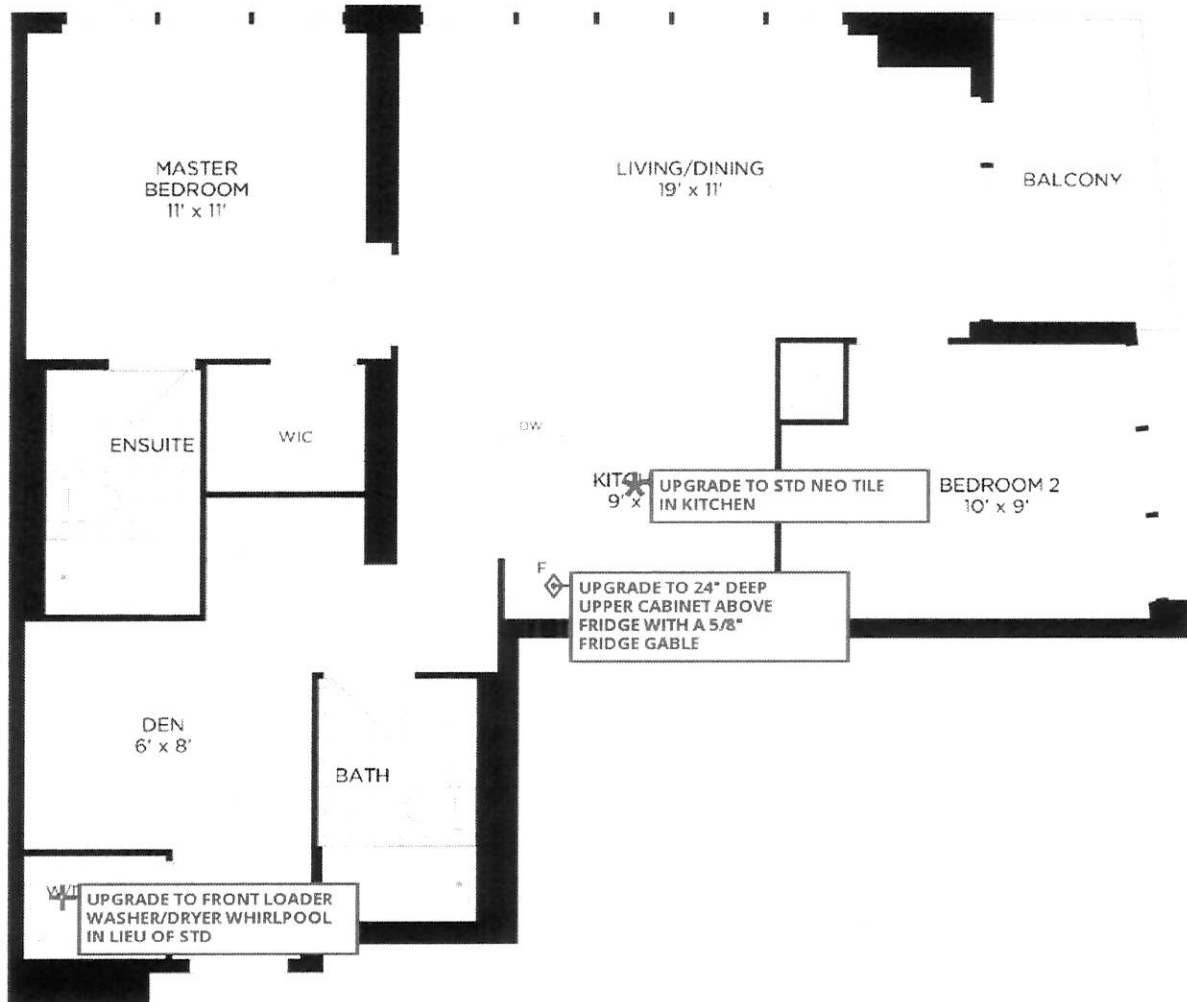 MASTER
BEDROOM
11' x 11'
LIVING/DINING
19' x 11'
BALCONY
ENSUITE
WIC
DW
9' x
UPGRADE TO STD NEO TILE
IN KITCHEN
BEDROOM 2
10' x 9'
F
UPGRADE TO 24" DEEP
UPPER CABINET ABOVE
FRIDGE WITH A 5/8"
FRIDGE GABLE
DEN
6' x 8'
BATH
UPGRADE TO FRONT LOADER
WASHER/DRYER WHIRLPOOL
IN LIEU OF STD